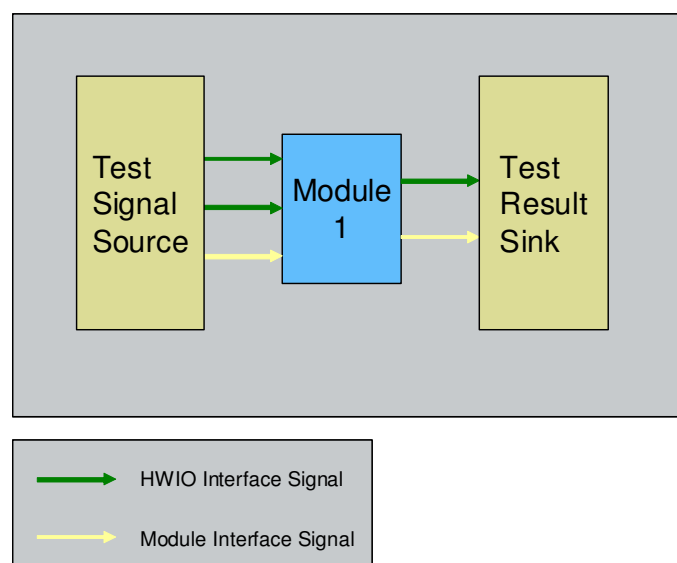 Test
Signal
Source
Module
1
Test
Result
Sink
HWIO Interface Signal
Module Interface Signal